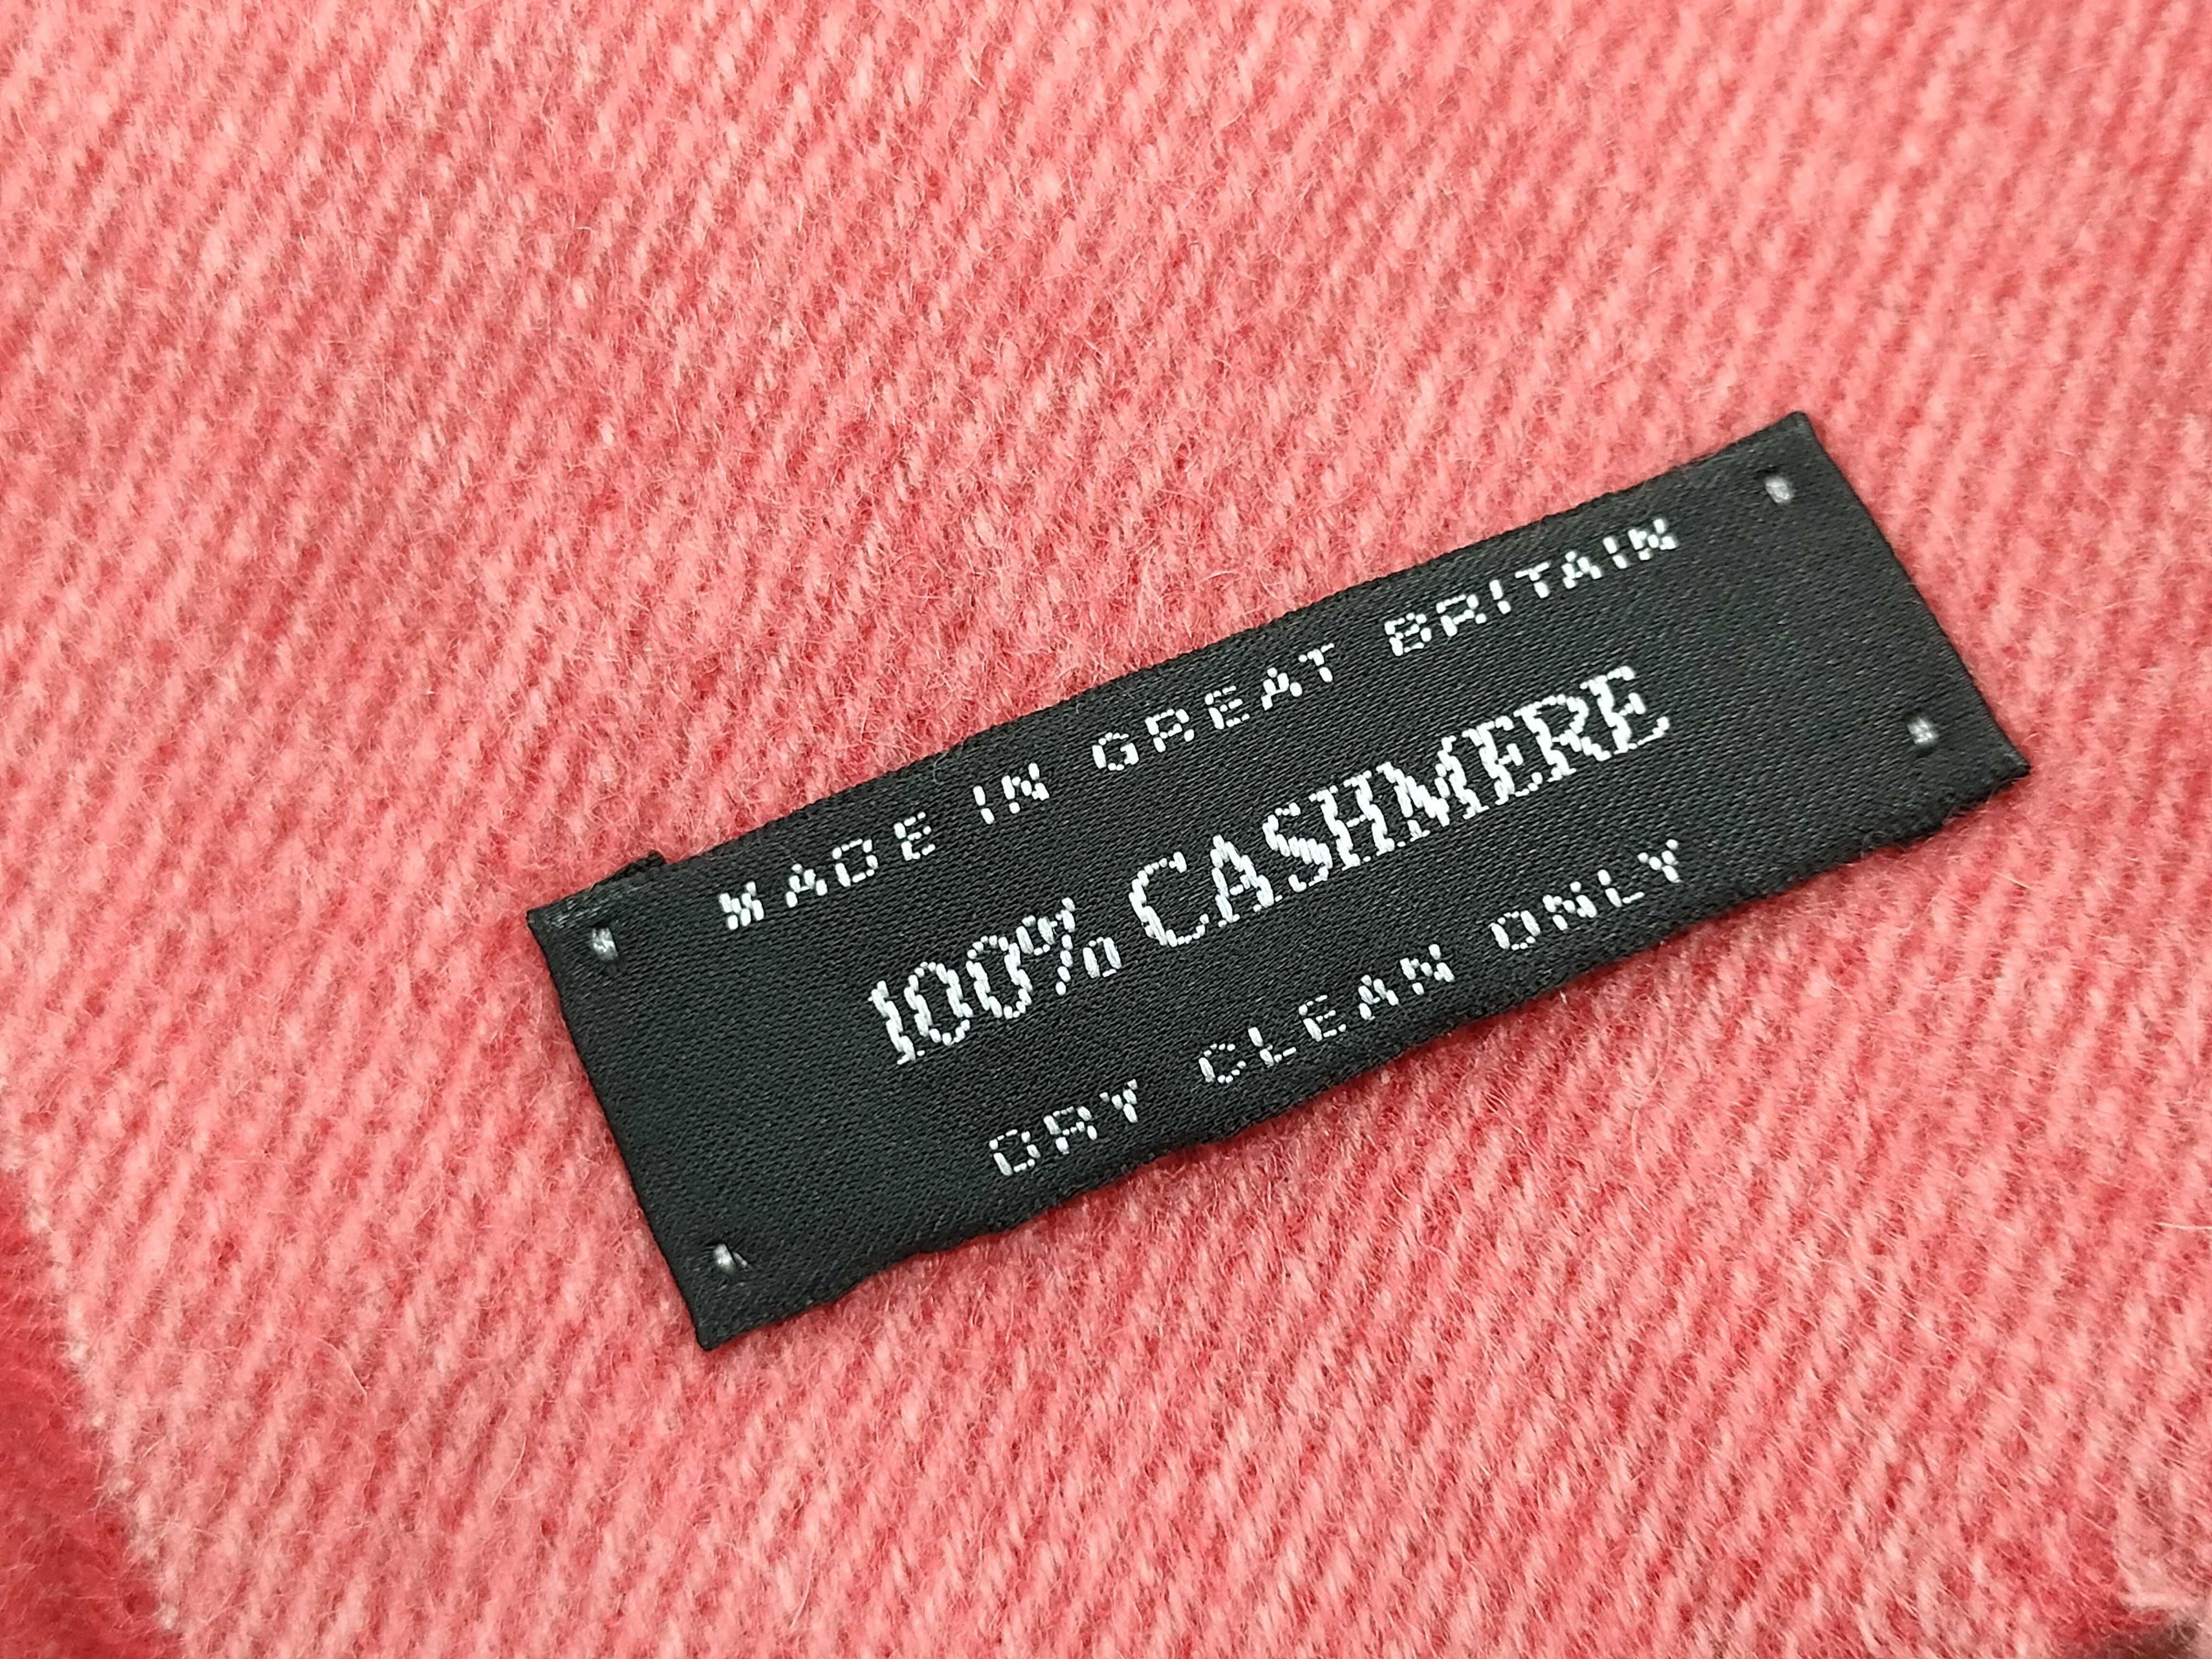 MADE IN GREAT BRITAIN
100% CASHMERE
DRY CLEAN ONLY